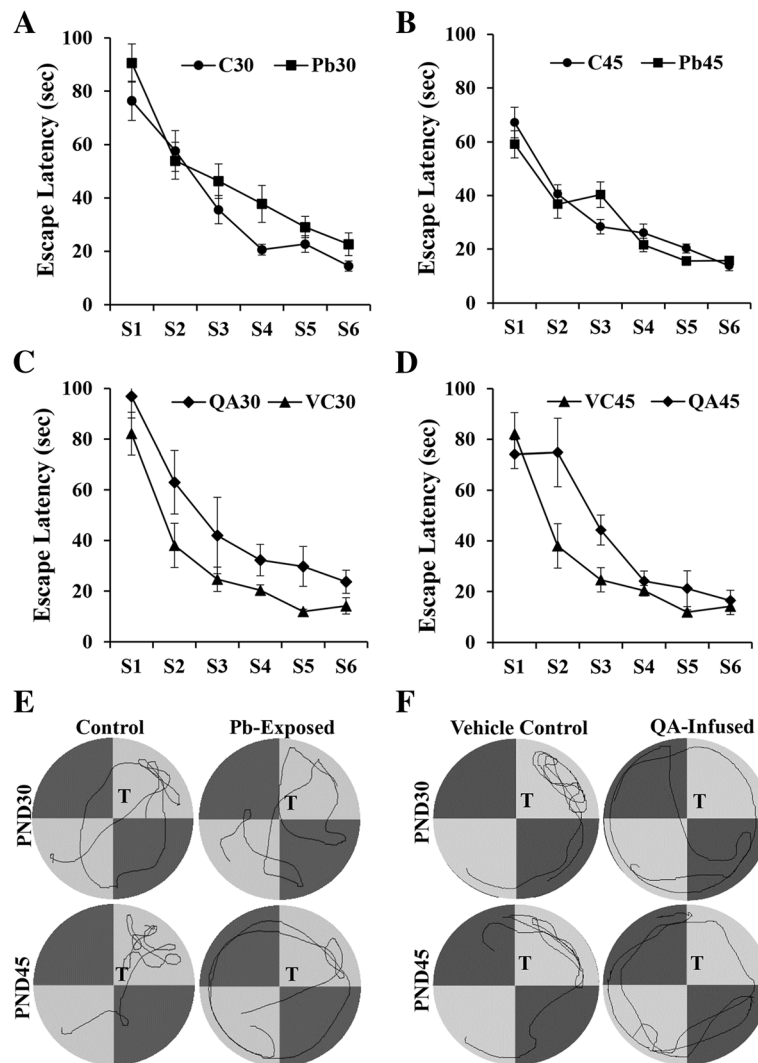 A
B
100
80
60
40
20
0
Escape Latency (sec)
C30 Pb30
S1 S2 S3 S4 S5 S6
100
80
60
40
20
0
Escape Latency (sec)
C45 Pb45
S1 S2 S3 S4 S5 S6
C
D
100
80
60
40
20
0
Escape Latency (sec)
QA30 VC30
S1 S2 S3 S4 S5 S6
100
80
60
40
20
0
Escape Latency (sec)
VC45 QA45
S1 S2 S3 S4 S5 S6
E
Control Pb-Exposed
PND30
T T
PND45
T T
F
Vehicle Control QA-Infused
PND30
T T
PND45
T T